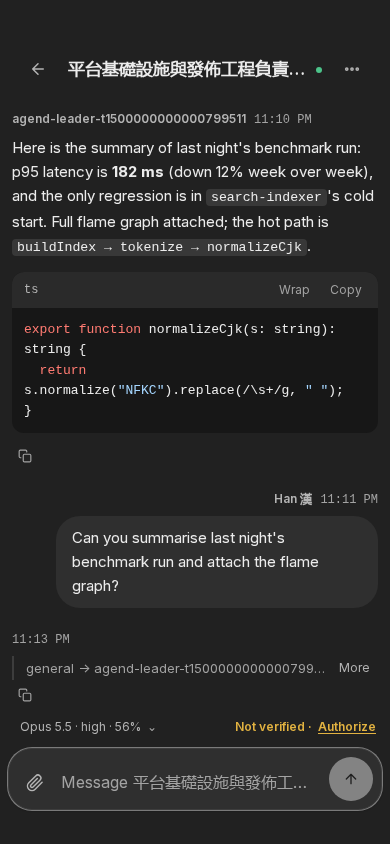 平台基礎設施與發佈工程負責…
agend-leader-t1500000000000799511 11:10 PM
Here is the summary of last night's benchmark run:
p95 latency is 182 ms (down 12% week over week),
and the only regression is in search-indexer's cold
start. Full flame graph attached; the hot path is
buildIndex → tokenize → normalizeCjk.
ts Wrap Copy
export function normalizeCjk(s: string):
string {
return
s.normalize("NFKC").replace(/\s+/g, " ");
}
Han 漢 11:11 PM
Can you summarise last night's
benchmark run and attach the flame
graph?
11:13 PM
general → agend-leader-t1500000000000799… More
Opus 5.5 · high · 56%
Not verified · Authorize
Message 平台基礎設施與發佈工…